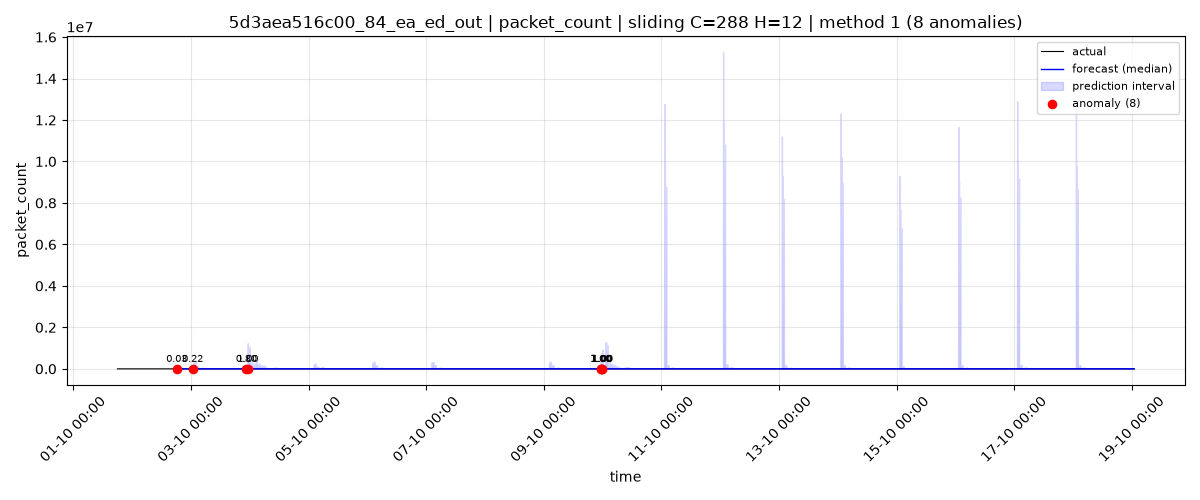 5d3aea516c00_84_ea_ed_out | packet_count | sliding C=288 H=12 | method 1 (8 anomalies)
1e7
1.6
1.4
1.2
1.0
0.8
0.6
0.4
0.2
0.0
packet_count
actual
forecast (median)
prediction interval
anomaly (8)
0.22
01-10 00:00
03-10 00:00
05-10 00:00
07-10 00:00
09-10 00:00
11-10 00:00
13-10 00:00
15-10 00:00
17-10 00:00
19-10 00:00
time